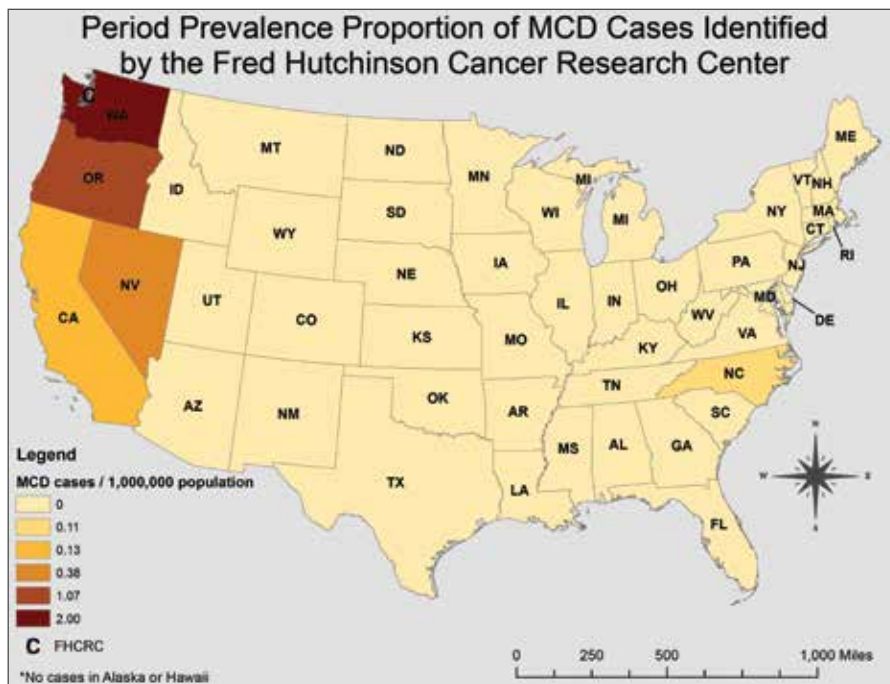 Period Prevalence Proportion of MCD Cases Identified
by the Fred Hutchinson Cancer Research Center
C
WA
OR
CA
NV
ID
MT
WY
UT
AZ
CO
NM
ND
SD
NE
KS
OK
TX
MN
IA
MO
AR
LA
WI
MI
MI
IL
IN
OH
KY
TN
MS
AL
GA
FL
SC
NC
VA
WV
MD
DE
PA
NJ
NY
CT
RI
MA
VT
NH
ME
N
W
E
S
Legend
MCD cases / 1,000,000 population
0
0.11
0.13
0.38
1.07
2.00
C FHCRC
*No cases in Alaska or Hawaii
0 250 500 1,000 Miles